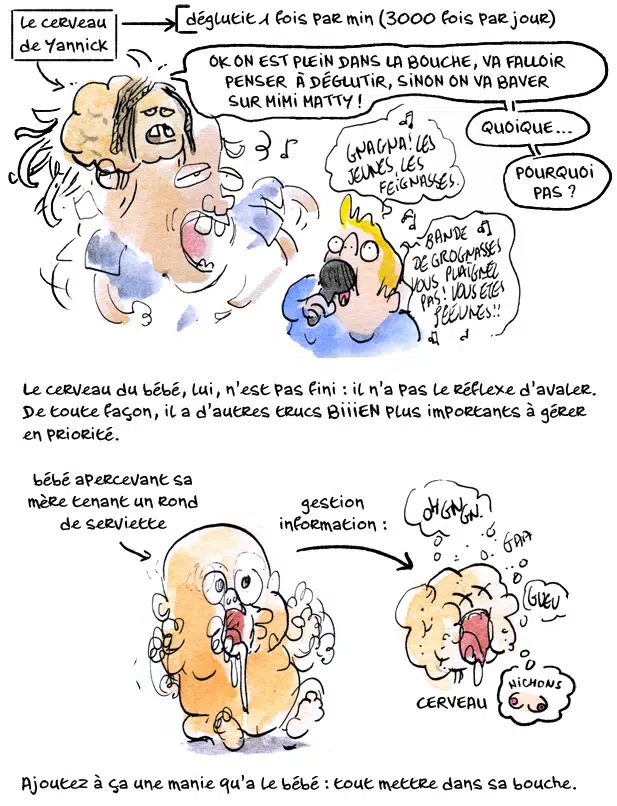 le cerveau
de Yannick
déglutit 1 fois par min (3000 fois par jour)
OK ON EST PLEIN DANS LA BOUCHE, VA FALLOIR
PENSER À DÉGLUTIR, SINON ON VA BAVER
SUR MIMI MATTY !
QUOIQUE...
POURQUOI
PAS ?
GNAGNA! LES
JEUNES, LES
FEIGNASSES.
BANDE
DE GROGNASSES
VOUS PLAIGNEZ
PAS! VOUS ETES
JEEUNES!!
Le cerveau du bébé, lui, n'est pas fini : il n'a pas le réflexe d'avaler.
De toute façon, il a d'autres trucs BiiiEN plus importants à gérer
en priorité.
bébé apercevant sa
mère tenant un rond
de serviette
gestion
information :
OHGNGN.
GAA
GUEU
NICHONS
CERVEAU
Ajoutez à ça une manie qu'a le bébé : tout mettre dans sa bouche.